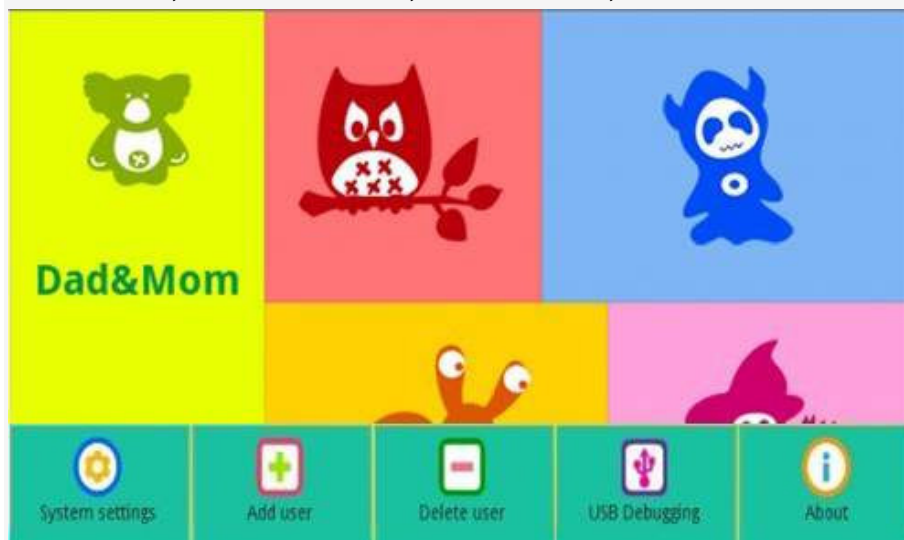 Dad&Mom
System settings
Add user
Delete user
USB Debugging
About